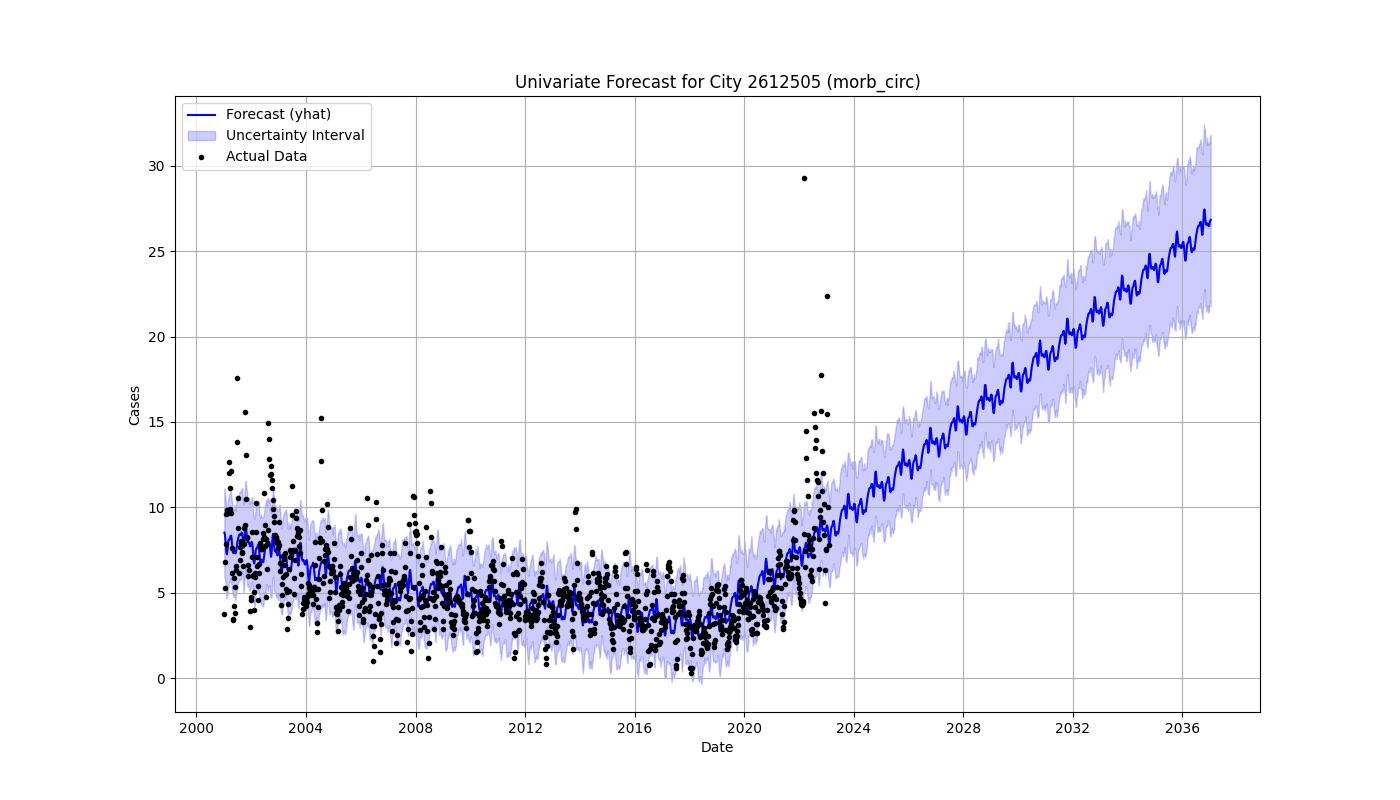 Univariate Forecast for City 2612505 (morb_circ)
Forecast (yhat)
Uncertainty Interval
Actual Data
30
25
20
15
10
5
0
Cases
2000 2004 2008 2012 2016 2020 2024 2028 2032 2036
Date